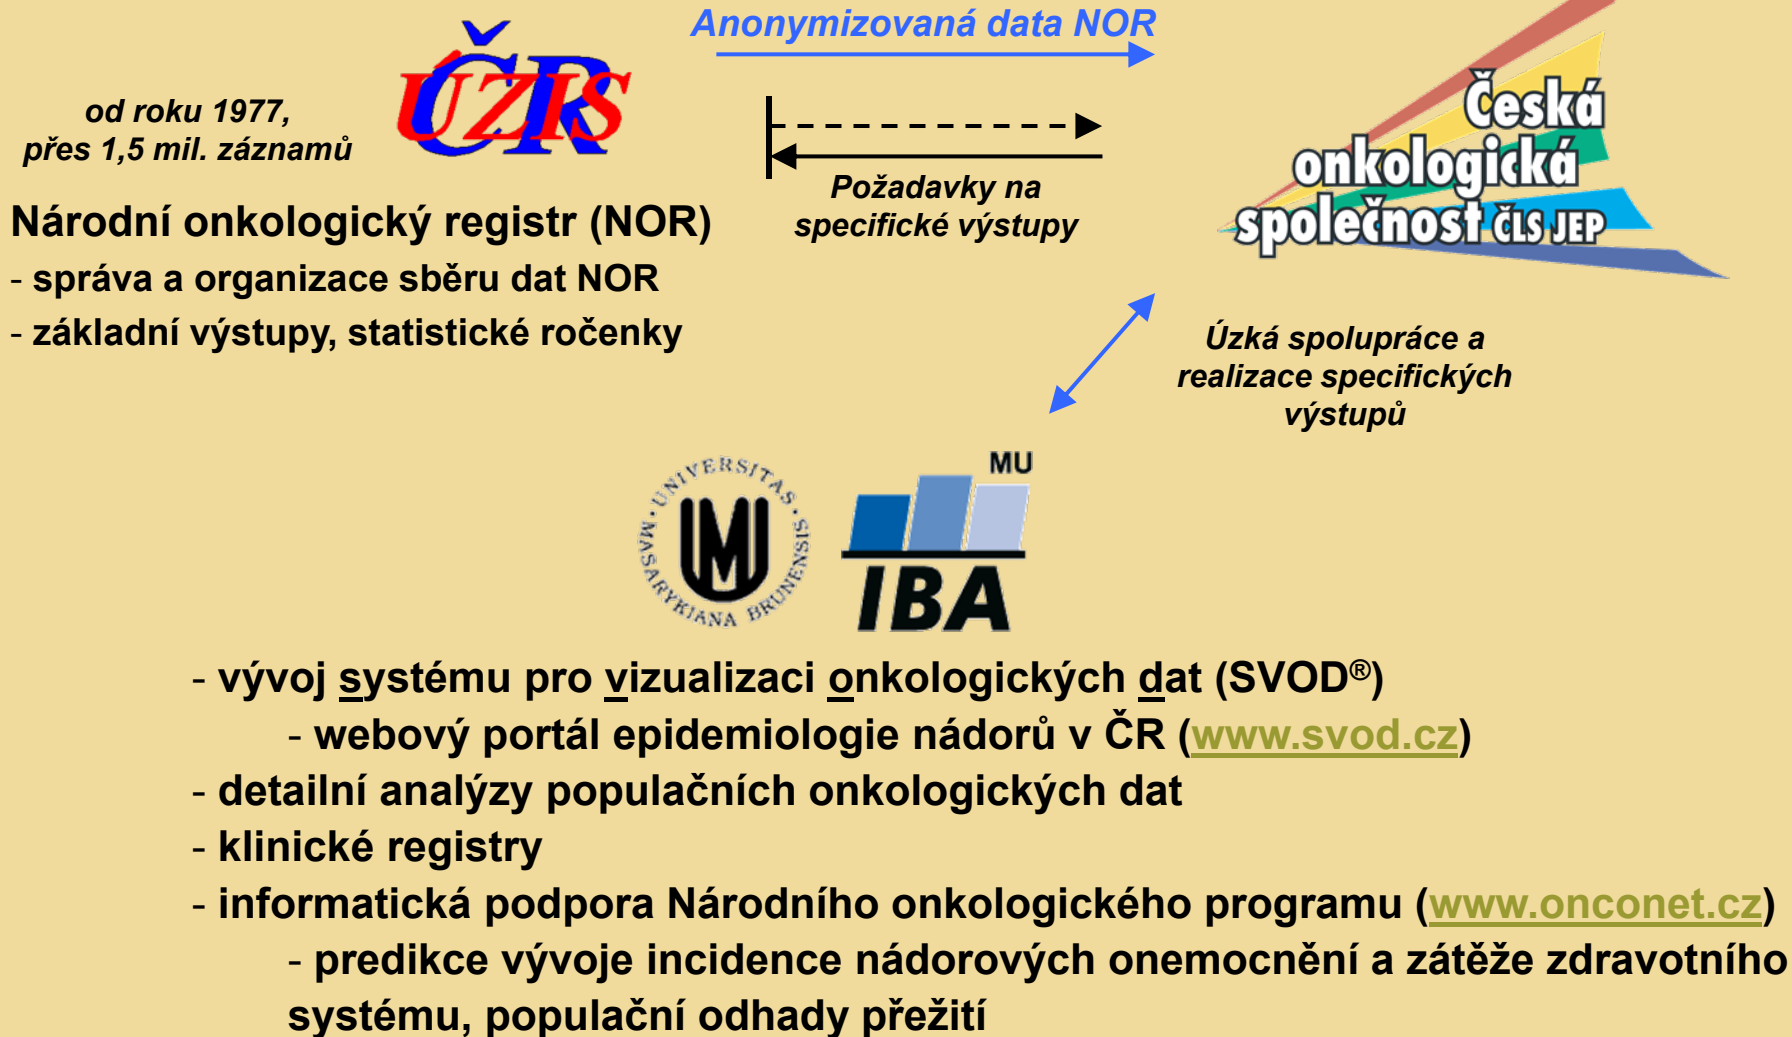 Anonymizovaná data NOR
ÚZIS
ČR
od roku 1977,
přes 1,5 mil. záznamů
Požadavky na
specifické výstupy
Česká
onkologická
společnost ČLS JEP
Národní onkologický registr (NOR)
- správa a organizace sběru dat NOR
- základní výstupy, statistické ročenky
Úzká spolupráce a
realizace specifických
výstupů
UNIVERSITAS · MASARYKIANA BRUNENSIS ·
MU
IBA
- vývoj systému pro vizualizaci onkologických dat (SVOD®)
- webový portál epidemiologie nádorů v ČR (www.svod.cz)
- detailní analýzy populačních onkologických dat
- klinické registry
- informatická podpora Národního onkologického programu (www.onconet.cz)
- predikce vývoje incidence nádorových onemocnění a zátěže zdravotního
systému, populační odhady přežití